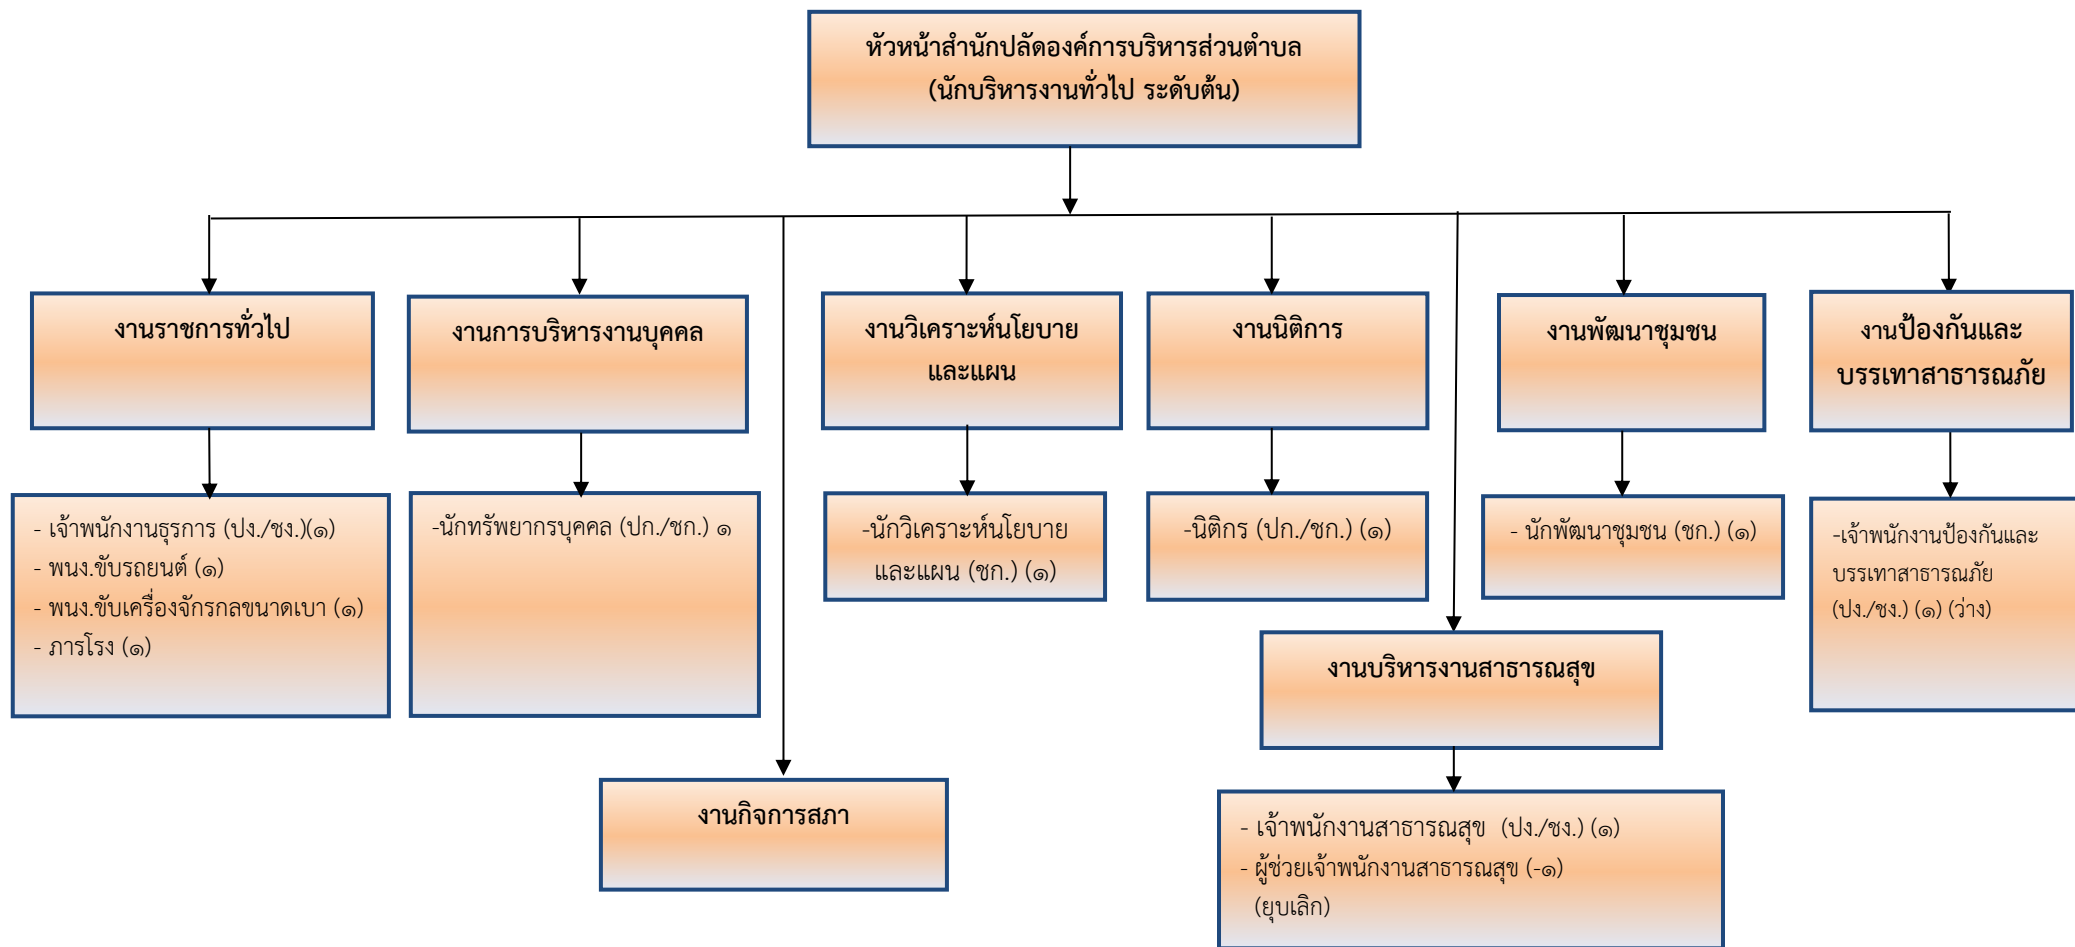 หัวหน้าสำนักปลัดองค์การบริหารส่วนตำบล
(นักบริหารงานทั่วไป ระดับต้น)
งานราชการทั่วไป
- เจ้าพนักงานธุรการ (ปง./ชง.)(๑)
- พนง.ขับรถยนต์ (๑)
- พนง.ขับเครื่องจักรกลขนาดเบา (๑)
- ภารโรง (๑)
งานการบริหารงานบุคคล
-นักทรัพยากรบุคคล (ปก./ชก.) ๑
งานกิจการสภา
งานวิเคราะห์นโยบาย
และแผน
-นักวิเคราะห์นโยบาย
และแผน (ชก.) (๑)
งานนิติการ
-นิติกร (ปก./ชก.) (๑)
งานบริหารงานสาธารณสุข
- เจ้าพนักงานสาธารณสุข (ปง./ชง.) (๑)
- ผู้ช่วยเจ้าพนักงานสาธารณสุข (-๑)
(ยุบเลิก)
งานพัฒนาชุมชน
- นักพัฒนาชุมชน (ชก.) (๑)
งานป้องกันและ
บรรเทาสาธารณภัย
-เจ้าพนักงานป้องกันและ
บรรเทาสาธารณภัย
(ปง./ชง.) (๑) (ว่าง)